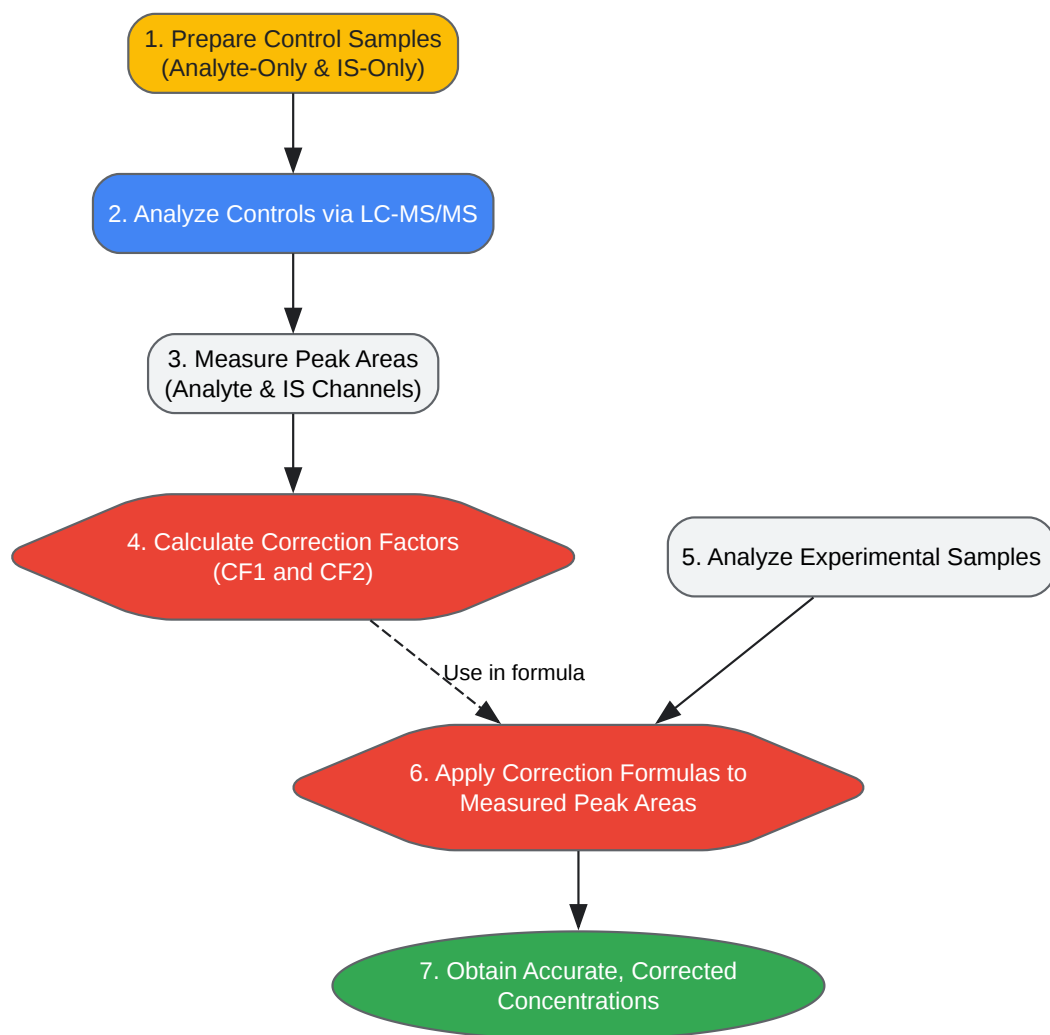 1. Prepare Control Samples
(Analyte-Only & IS-Only)
2. Analyze Controls via LC-MS/MS
3. Measure Peak Areas
(Analyte & IS Channels)
4. Calculate Correction Factors
(CF1 and CF2)
5. Analyze Experimental Samples
Use in formula
6. Apply Correction Formulas to
Measured Peak Areas
7. Obtain Accurate, Corrected
Concentrations